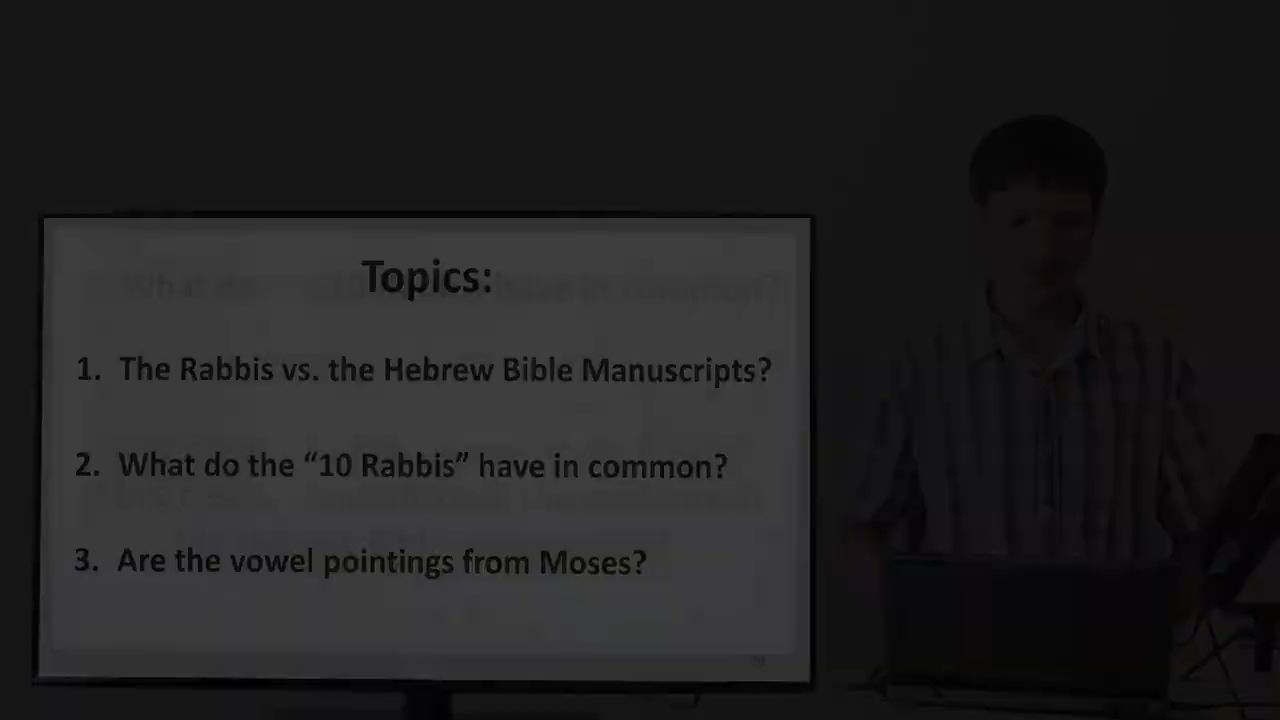 Topics:
1. The Rabbis vs. the Hebrew Bible Manuscripts?
2. What do the “10 Rabbis” have in common?
3. Are the vowel pointings from Moses?